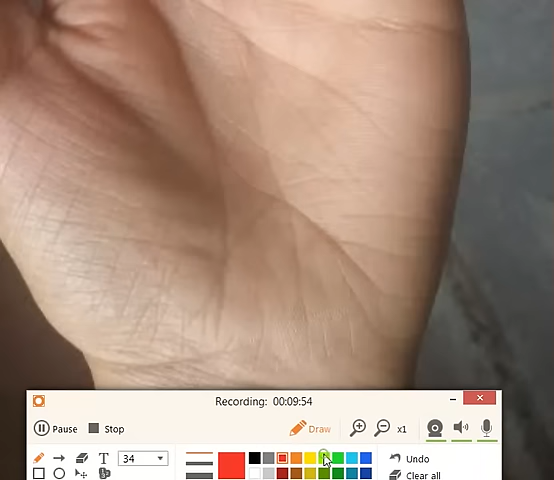 Recording: 00:09:54
Pause Stop Draw x1
T 34 Undo
Clear all